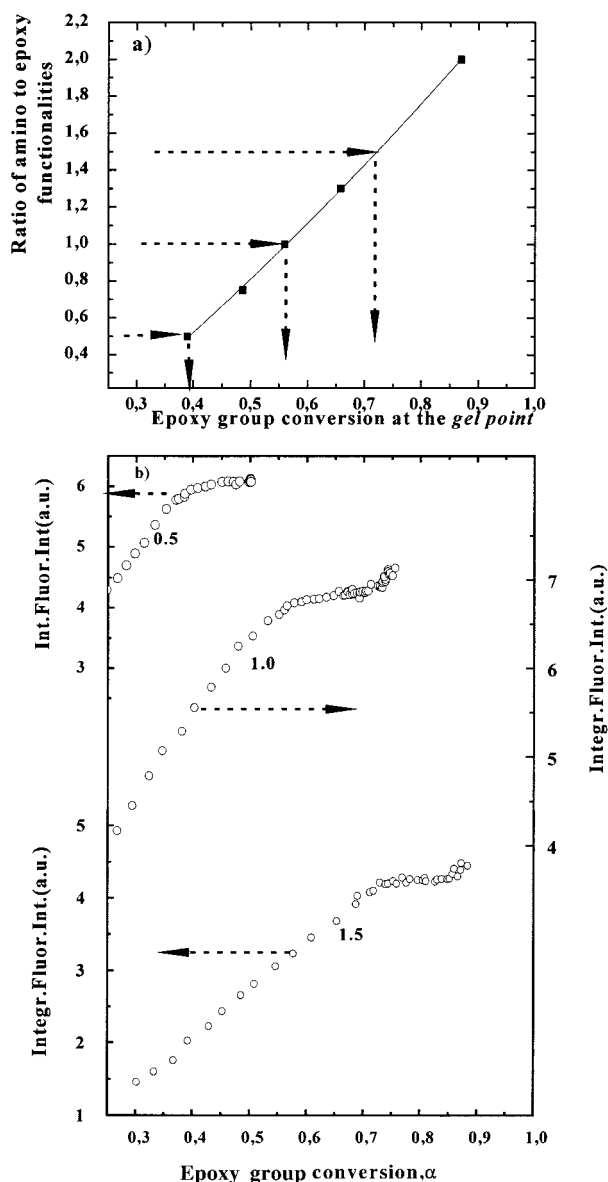 a)
Ratio of amino to epoxy
functionalities
2,2
2,0
1,8
1,6
1,4
1,2
1,0
0,8
0,6
0,4
0,3 0,4 0,5 0,6 0,7 0,8 0,9 1,0
Epoxy group conversion at the gel point
b)
Int.Fluor.Int(a.u.)
6
5
4
3
0.5
1.0
Integr.Fluor.Int.(a.u.)
7
6
5
4
Integr.Fluor.Int.(a.u.)
5
4
3
2
1
1.5
0,3 0,4 0,5 0,6 0,7 0,8 0,9 1,0
Epoxy group conversion,α